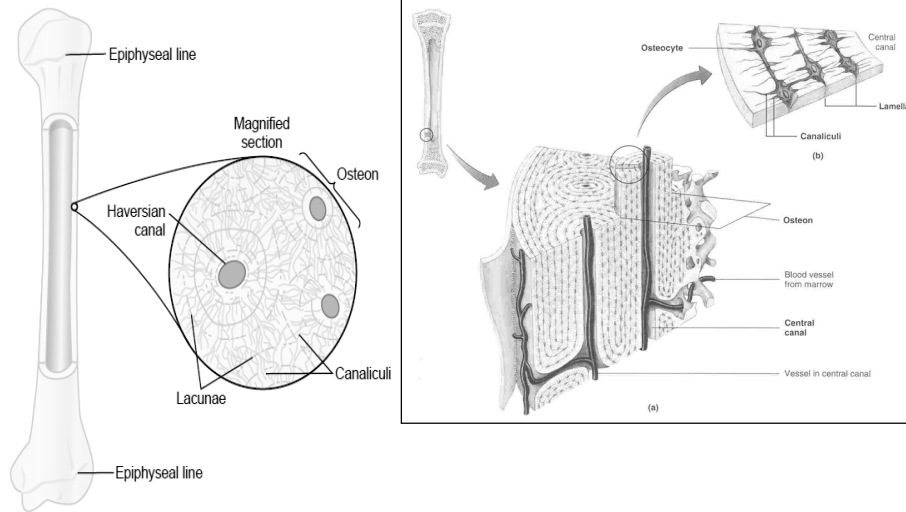 Epiphyseal line
Magnified
section
Osteon
Haversian
canal
Canaliculi
Lacunae
Epiphyseal line
Osteocyte
Central
canal
Lamella
Canaliculi
(b)
Osteon
Blood vessel
from marrow
Central
canal
Vessel in central canal
(a)